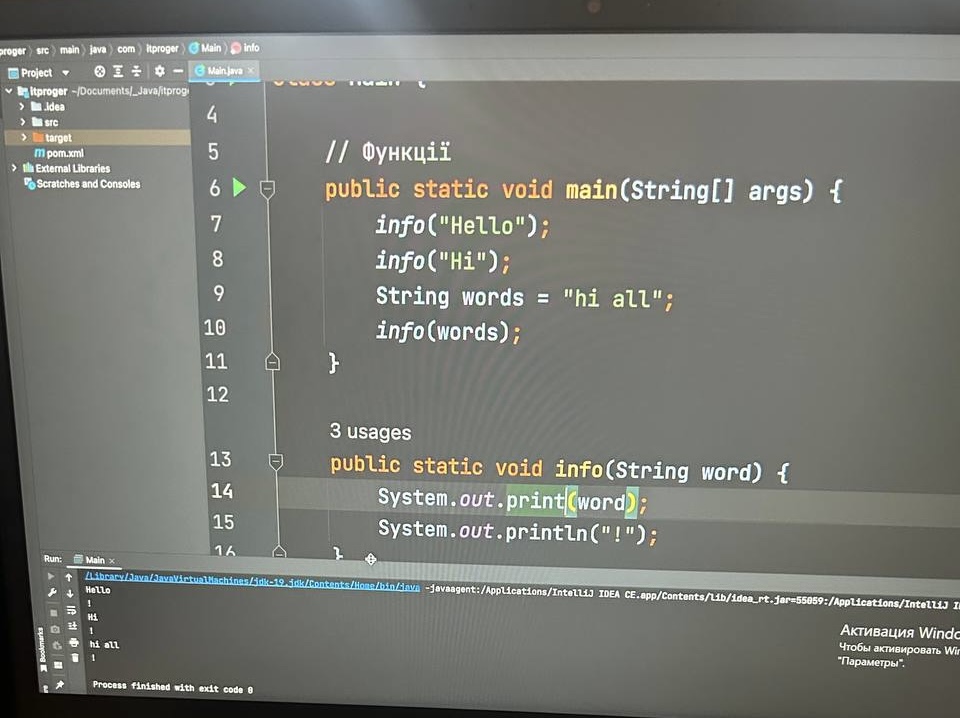 proger src main java com itproger Main info
Project
Main.java
itproger ~/Documents/_Java/itproge
.idea
src
target
pom.xml
External Libraries
Scratches and Consoles
4
5 // Функції
6 public static void main(String[] args) {
7 info("Hello");
8 info("Hi");
9 String words = "hi all";
10 info(words);
11 }
12
3 usages
13 public static void info(String word) {
14 System.out.print(word);
15 System.out.println("!");
16 }
Run: Main
/Library/Java/JavaVirtualMachines/jdk-19.jdk/Contents/Home/bin/java -javaagent:/Applications/IntelliJ IDEA CE.app/Contents/lib/idea_rt.jar=55059:/Applications/IntelliJ
Hello
!
Hi
!
hi all
!
Process finished with exit code 0
Bookmarks
Активация Windo
Чтобы активировать Win
"Параметры".